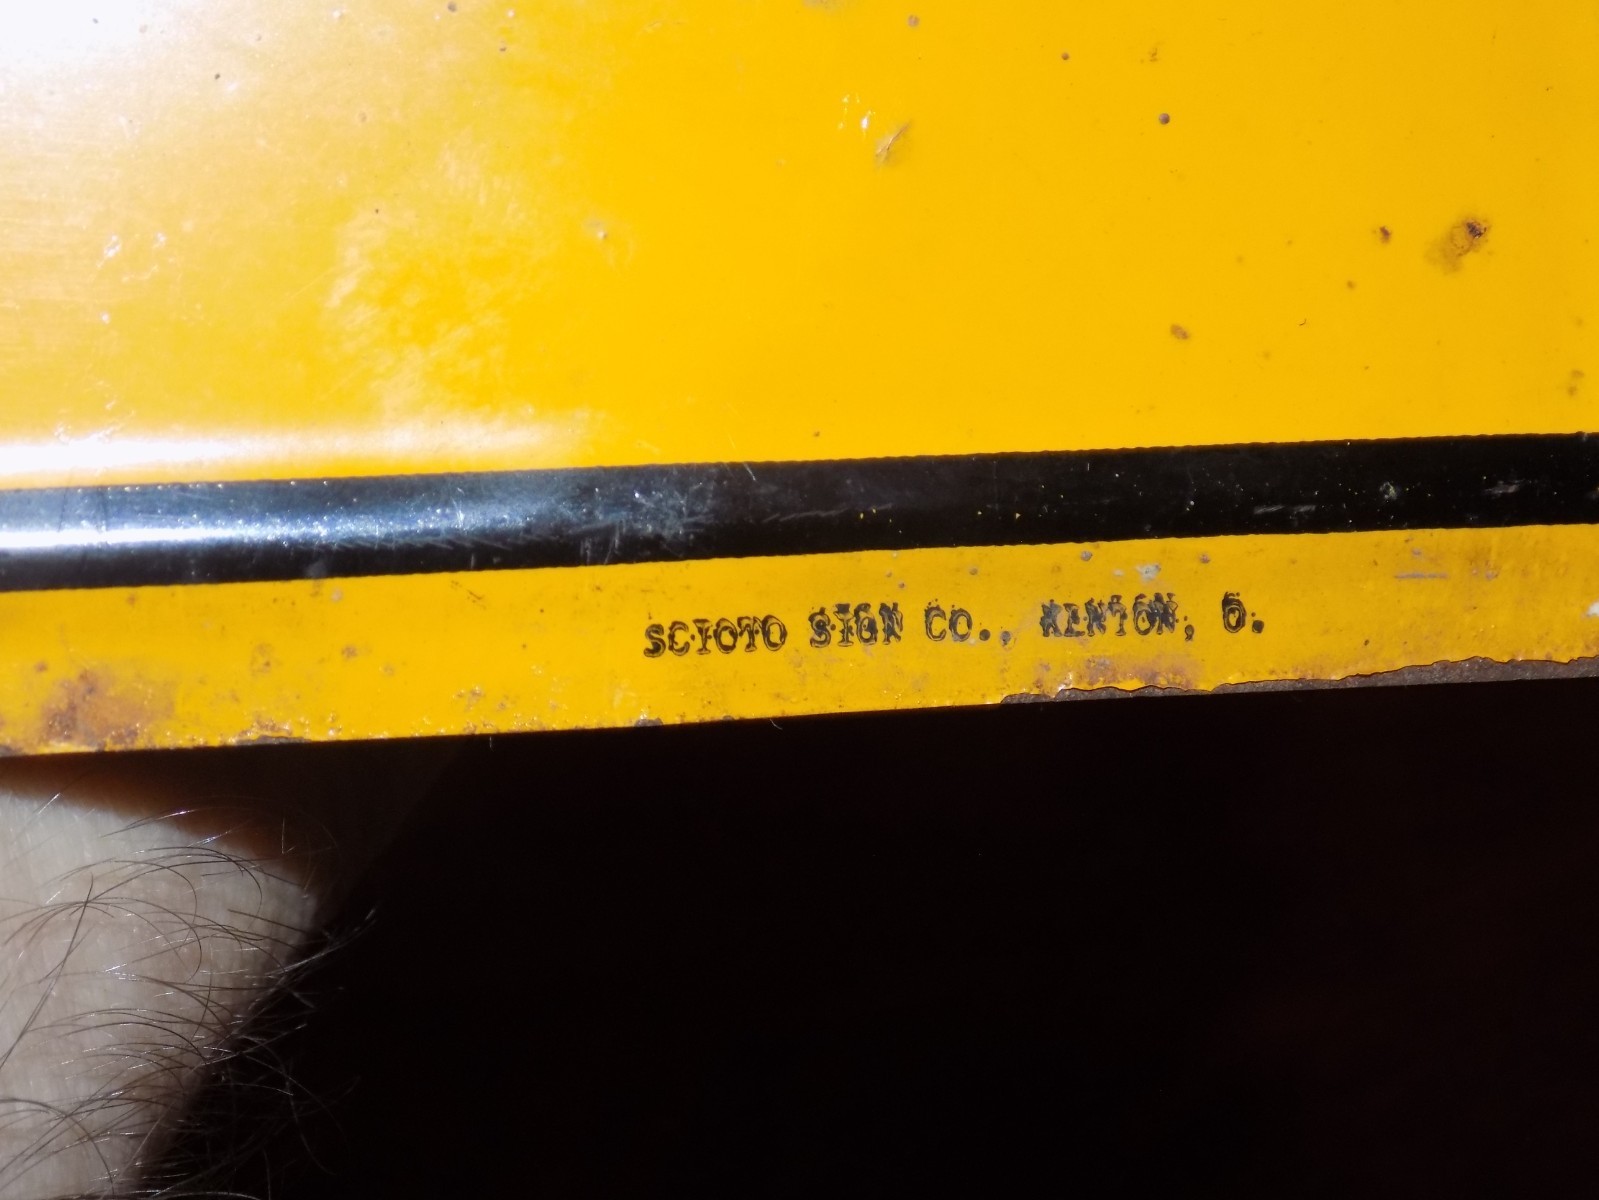 SCIOTO SIGN CO., KENTON, O.